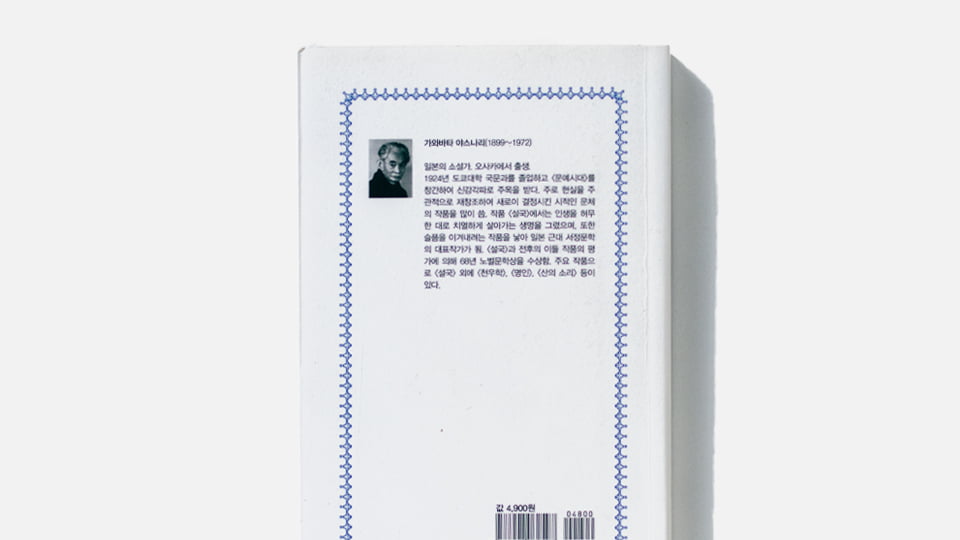 가와바타 야스나리(1899~1972)
일본의 소설가. 오사카에서 출생.
1924년 도쿄대학 국문과를 졸업하고 〈문예시대〉를
창간하여 신감각파로 주목을 받다. 주로 현실을 주
관적으로 재창조하여 새로이 결정시킨 시적인 문체
의 작품을 많이 씀. 작품 〈설국〉에서는 인생을 허무
한 대로 치열하게 살아가는 생명을 그렸으며, 또한
슬픔을 이겨내려는 작품을 낳아 일본 근대 서정문학
의 대표작가가 됨. 〈설국〉과 전후의 이들 작품의 평
가에 의해 68년 노벨문학상을 수상함. 주요 작품으
로 〈설국〉 외에 〈천우학〉, 〈명인〉, 〈산의 소리〉 등이
있다.
값 4,900원
04800